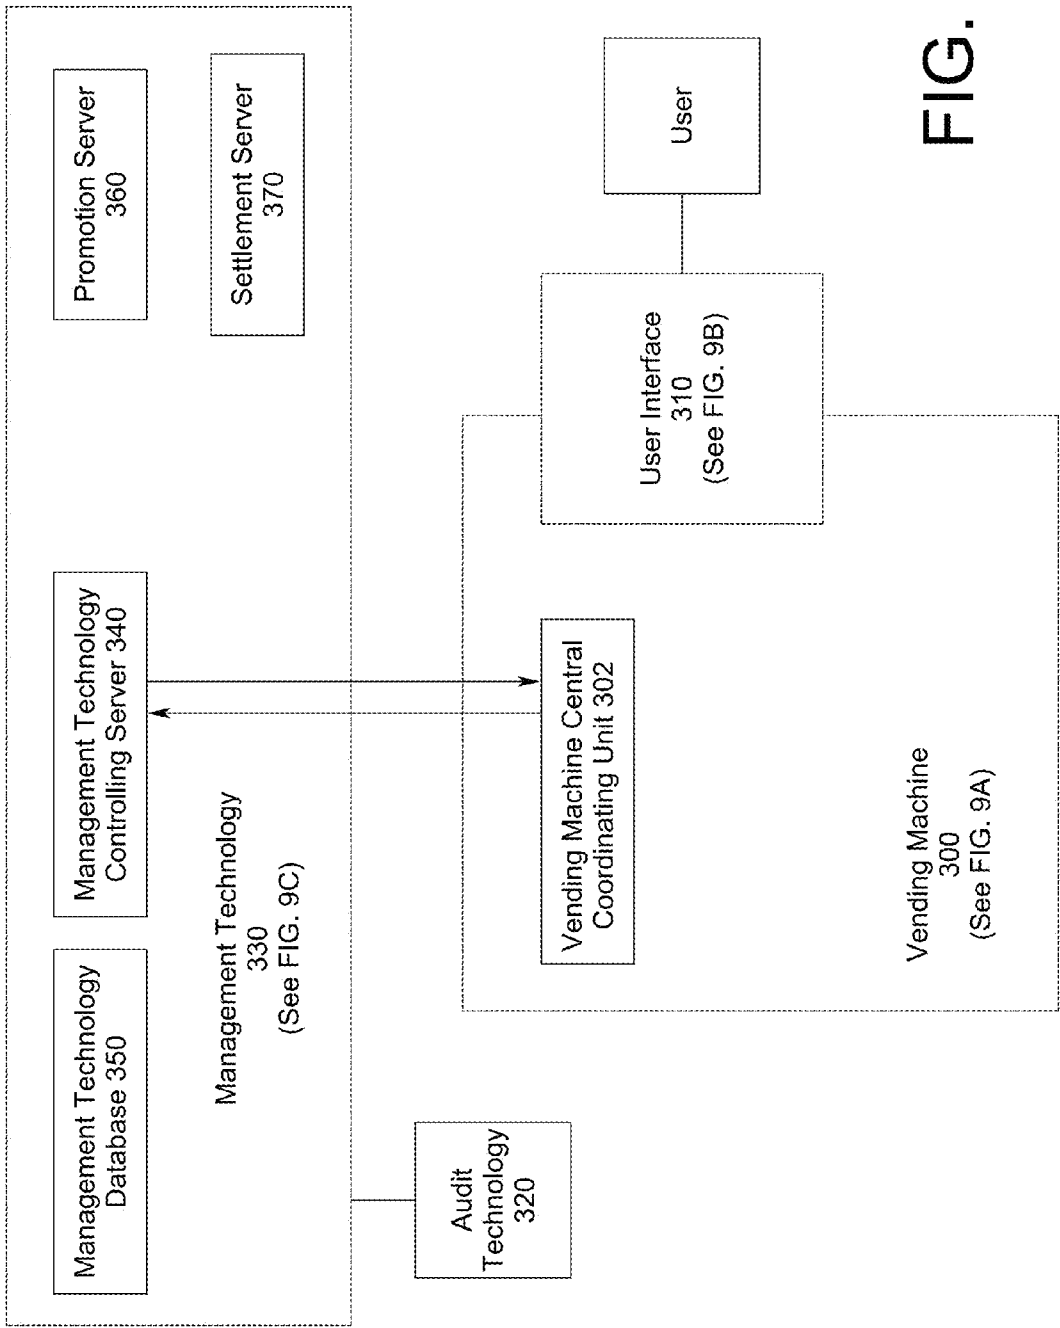 Management Technology
Database 350
Management Technology
Controlling Server 340
Promotion Server
360
Management Technology
330
(See FIG. 9C)
Settlement Server
370
Audit
Technology
320
Vending Machine Central
Coordinating Unit 302
User Interface
310
(See FIG. 9B)
User
Vending Machine
300
(See FIG. 9A)
FIG.